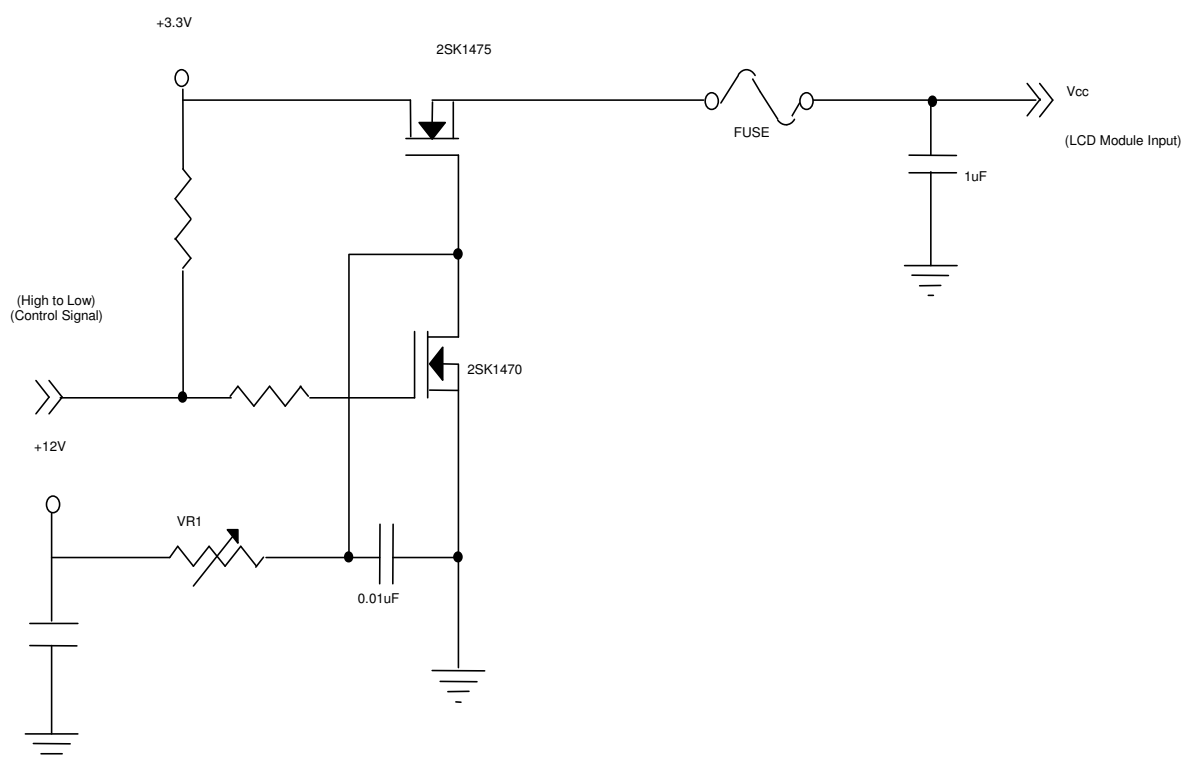 +3.3V
2SK1475
Vcc
FUSE
(LCD Module Input)
1uF
(High to Low)
(Control Signal)
2SK1470
+12V
VR1
0.01uF